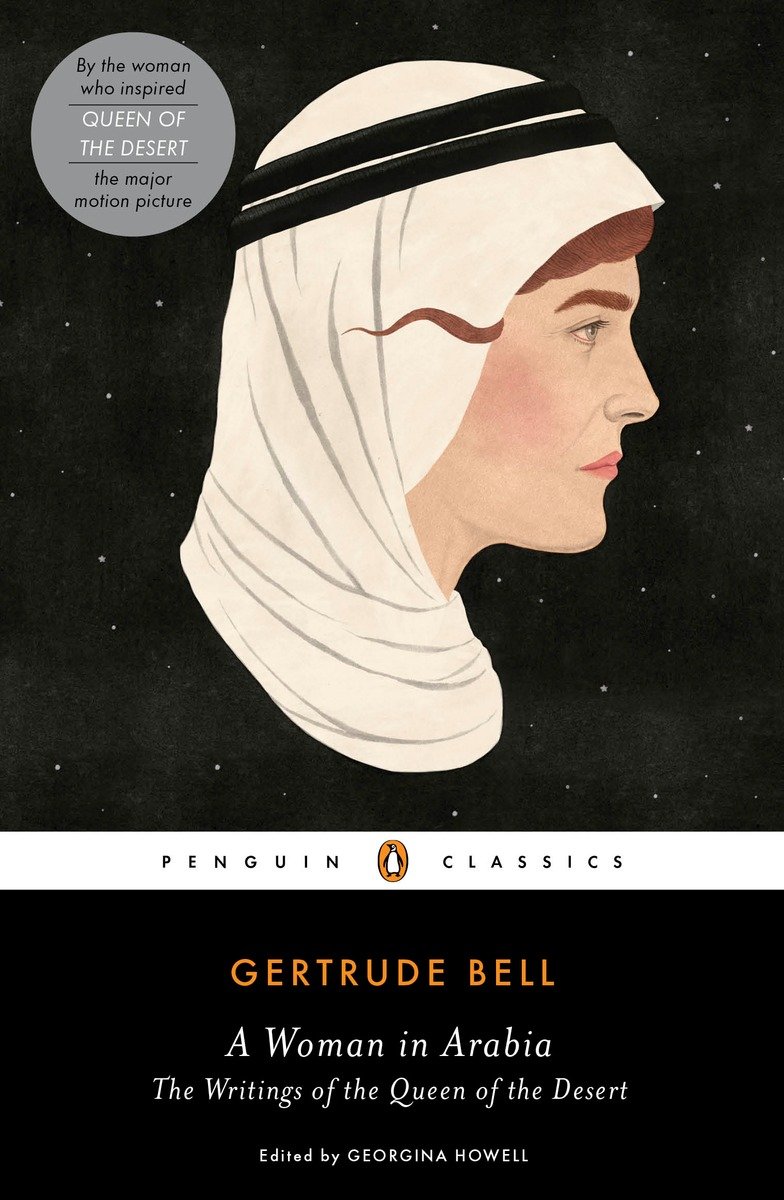 By the woman
who inspired
QUEEN OF
THE DESERT
the major
motion picture
PENGUIN CLASSICS
GERTRUDE BELL
A Woman in Arabia
The Writings of the Queen of the Desert
Edited by GEORGINA HOWELL